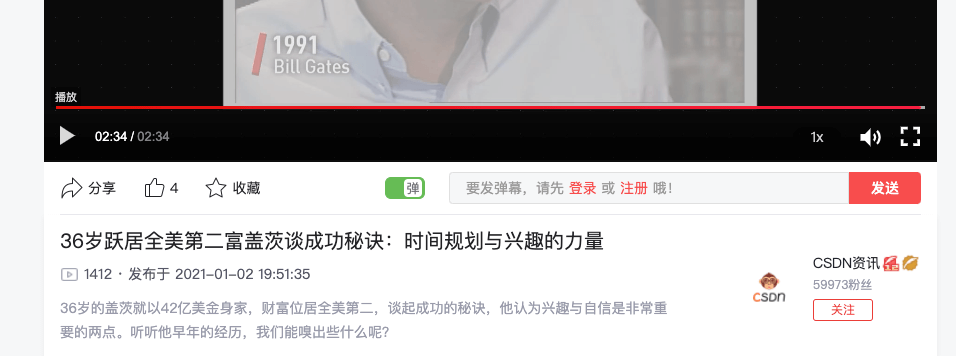 1991
Bill Gates
播放
02:34 / 02:34
1x
分享 4 收藏
弹
要发弹幕，请先 登录 或 注册 哦！
发送
36岁跃居全美第二富盖茨谈成功秘诀：时间规划与兴趣的力量
1412 · 发布于 2021-01-02 19:51:35
36岁的盖茨就以42亿美金身家，财富位居全美第二，谈起成功的秘诀，他认为兴趣与自信是非常重
要的两点。听听他早年的经历，我们能嗅出些什么呢？
CSDN
CSDN资讯
59973粉丝
关注